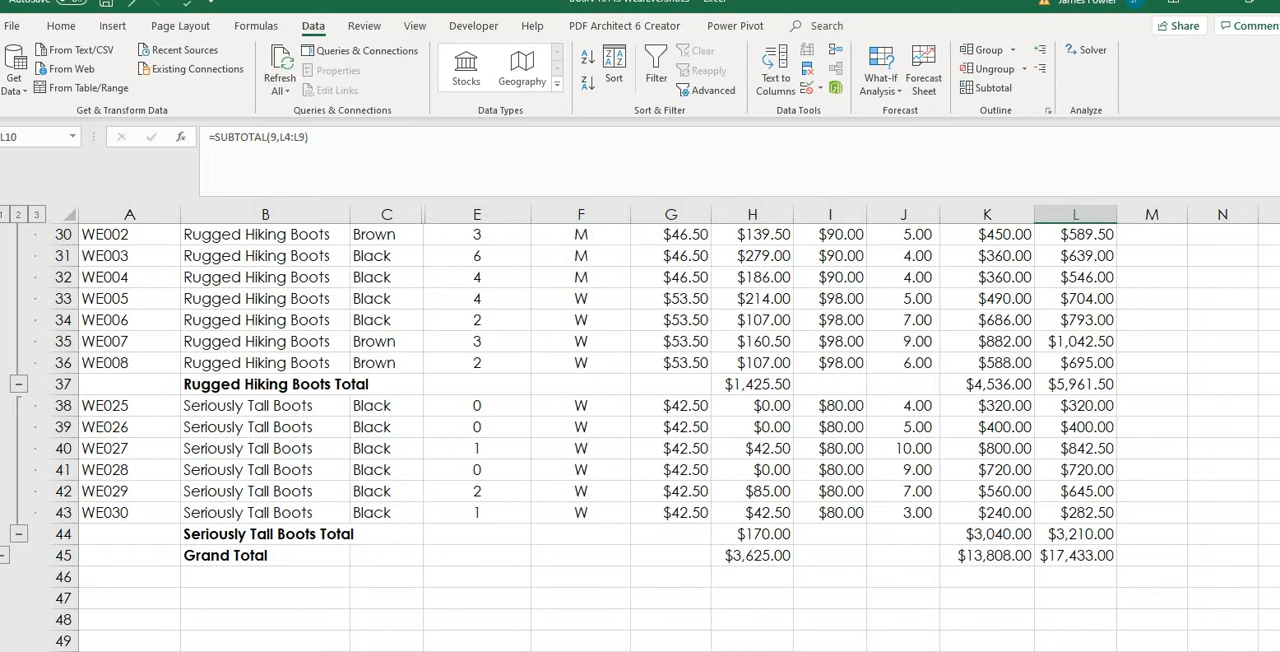 File Home Insert Page Layout Formulas Data Review View Developer Help PDF Architect 6 Creator Power Pivot Search Share
From Text/CSV Recent Sources Queries & Connections Clear Group Solver
From Web Existing Connections Properties Reapply Ungroup
From Table/Range Edit Links Advanced Subtotal
Get Data Refresh All Stocks Geography Sort Filter Text to Columns What-If Analysis Forecast Sheet
Get & Transform Data Queries & Connections Data Types Sort & Filter Data Tools Forecast Analyze
L10 fx =SUBTOTAL(9,L4:L9)
1 2 3 A B C E F G H I J K L M N
30 WE002 Rugged Hiking Boots Brown 3 M $46.50 $139.50 $90.00 5.00 $450.00 $589.50
31 WE003 Rugged Hiking Boots Black 6 M $46.50 $279.00 $90.00 4.00 $360.00 $639.00
32 WE004 Rugged Hiking Boots Black 4 M $46.50 $186.00 $90.00 4.00 $360.00 $546.00
33 WE005 Rugged Hiking Boots Black 4 W $53.50 $214.00 $98.00 5.00 $490.00 $704.00
34 WE006 Rugged Hiking Boots Black 2 W $53.50 $107.00 $98.00 7.00 $686.00 $793.00
35 WE007 Rugged Hiking Boots Brown 3 W $53.50 $160.50 $98.00 9.00 $882.00 $1,042.50
36 WE008 Rugged Hiking Boots Brown 2 W $53.50 $107.00 $98.00 6.00 $588.00 $695.00
37 Rugged Hiking Boots Total $1,425.50 $4,536.00 $5,961.50
38 WE025 Seriously Tall Boots Black 0 W $42.50 $0.00 $80.00 4.00 $320.00 $320.00
39 WE026 Seriously Tall Boots Black 0 W $42.50 $0.00 $80.00 5.00 $400.00 $400.00
40 WE027 Seriously Tall Boots Black 1 W $42.50 $42.50 $80.00 10.00 $800.00 $842.50
41 WE028 Seriously Tall Boots Black 0 W $42.50 $0.00 $80.00 9.00 $720.00 $720.00
42 WE029 Seriously Tall Boots Black 2 W $42.50 $85.00 $80.00 7.00 $560.00 $645.00
43 WE030 Seriously Tall Boots Black 1 W $42.50 $42.50 $80.00 3.00 $240.00 $282.50
44 Seriously Tall Boots Total $170.00 $3,040.00 $3,210.00
45 Grand Total $3,625.00 $13,808.00 $17,433.00
46
47
48
49